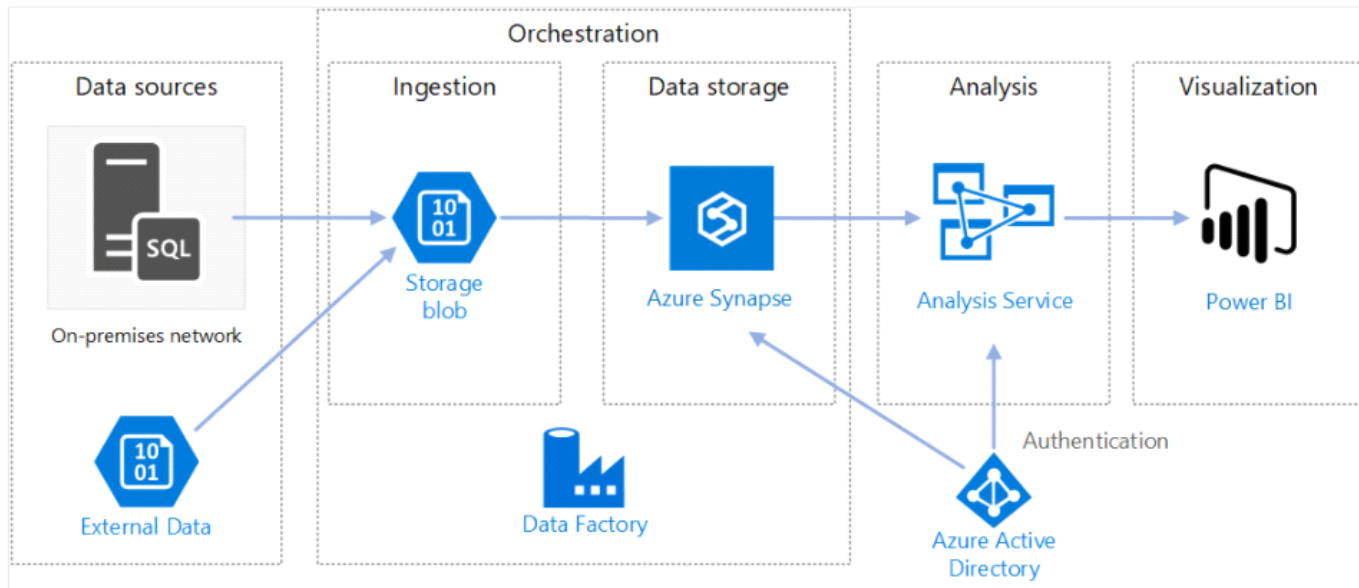 Orchestration
Data sources
Ingestion
Data storage
Analysis
Visualization
SQL
On-premises network
10
01
Storage
blob
Azure Synapse
Analysis Service
Power BI
10
01
External Data
Data Factory
Authentication
Azure Active
Directory